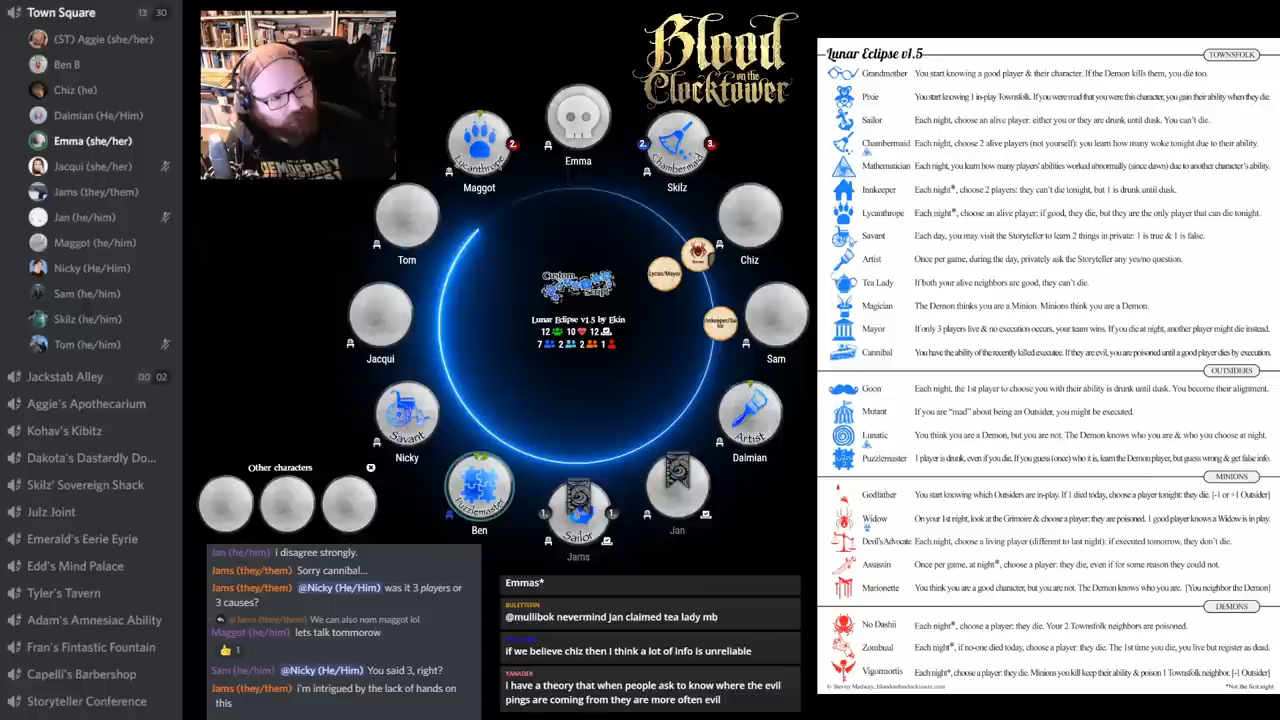 Town Square 13 30
(ST) Aggie (she/her)
Ben B
Chiz (he)
Daimian (He/Him)
Emma (she/her)
Jacqui (she/her)
Jams (they/them)
Jan (he/him)
Maggot (he/him)
Nicky (He/Him)
Sam (he/he)
Skilz (he/him)
Tom (he/him)
Jackdaw Alley 00 02
Aggie's Apothecarium
Kohav's Kibitz
Dakota's Dastardly Do...
Skilz' Sovereign Shack
Julz Joint
Emerald's Eerie Eyrie
Edd's Mind Palace
Tyler's Tavern
Adam's Amnesiac Ability
Fran's Frantastic Fountain
Capelli's Barbershop
Storyteller Conference
Blood
on the
Clocktower
Emma
Lycanthrope
2.
Maggot
2.
Chambermaid
3.
Skilz
Tom
Chiz
Lycan/Mayor
Custom
Script
Lunar Eclipse v1.5 by Ekin
12 10 12
7 2 2 1
Jacqui
Sam
Savant
Nicky
Artist
Daimian
Other characters
Puzzlemaster
Ben
1.
Sailor
1.
Jams
Jan
Jan (he/him) i disagree strongly.
Jams (they/them) Sorry cannibal...
Jams (they/them) @Nicky (He/Him) was it 3 players or
3 causes?
@Jams (they/them) We can also nom maggot lol
Maggot (he/him) lets talk tommorow
1
Sam (he/him) @Nicky (He/Him) You said 3, right?
Jams (they/them) i'm intrigued by the lack of hands on
this
Emmas*
BULETTEFIN
@mullibok nevermind Jan claimed tea lady mb
if we believe chiz then I think a lot of info is unreliable
YANADER
I have a theory that when people ask to know where the evil
pings are coming from they are more often evil
Lunar Eclipse v1.5
TOWNSFOLK
Grandmother You start knowing a good player & their character. If the Demon kills them, you die too.
Pixie You start knowing 1 in-play Townsfolk. If you were mad that you were this character, you gain their ability when they die.
Sailor Each night, choose an alive player: either you or they are drunk until dusk. You can't die.
Chambermaid Each night, choose 2 alive players (not yourself): you learn how many woke tonight due to their ability.
Mathematician Each night, you learn how many players' abilities worked abnormally (since dawn) due to another character's ability.
Innkeeper Each night*, choose 2 players: they can't die tonight, but 1 is drunk until dusk.
Lycanthrope Each night*, choose an alive player: if good, they die, but they are the only player that can die tonight.
Savant Each day, you may visit the Storyteller to learn 2 things in private: 1 is true & 1 is false.
Artist Once per game, during the day, privately ask the Storyteller any yes/no question.
Tea Lady If both your alive neighbors are good, they can't die.
Magician The Demon thinks you are a Minion. Minions think you are a Demon.
Mayor If only 3 players live & no execution occurs, your team wins. If you die at night, another player might die instead.
Cannibal You have the ability of the recently killed executee. If they are evil, you are poisoned until a good player dies by execution.
OUTSIDERS
Goon Each night, the 1st player to choose you with their ability is drunk until dusk. You become their alignment.
Mutant If you are "mad" about being an Outsider, you might be executed.
Lunatic You think you are a Demon, but you are not. The Demon knows who you are & who you choose at night.
Puzzlemaster 1 player is drunk, even if you die. If you guess (once) who it is, learn the Demon player, but guess wrong & get false info.
MINIONS
Godfather You start knowing which Outsiders are in-play. If 1 died today, choose a player tonight: they die. [-1 or +1 Outsider]
Widow On your 1st night, look at the Grimoire & choose a player: they are poisoned. 1 good player knows a Widow is in play.
Devil's Advocate Each night, choose a living player (different to last night): if executed tomorrow, they don't die.
Assassin Once per game, at night*, choose a player: they die, even if for some reason they could not.
Marionette You think you are a good character, but you are not. The Demon knows who you are. [You neighbor the Demon]
DEMONS
No Dashii Each night*, choose a player: they die. Your 2 Townsfolk neighbors are poisoned.
Zombuul Each night*, if no-one died today, choose a player: they die. The 1st time you die, you live but register as dead.
Vigormortis Each night*, choose a player: they die. Minions you kill keep their ability & poison 1 Townsfolk neighbor. [-1 Outsider]
© Steven Medway, bloodontheclocktower.com
*Not the first night